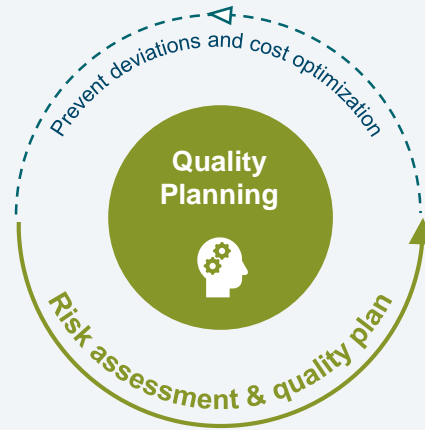 Prevent deviations and cost optimization
Quality
Planning
Risk assessment & quality plan